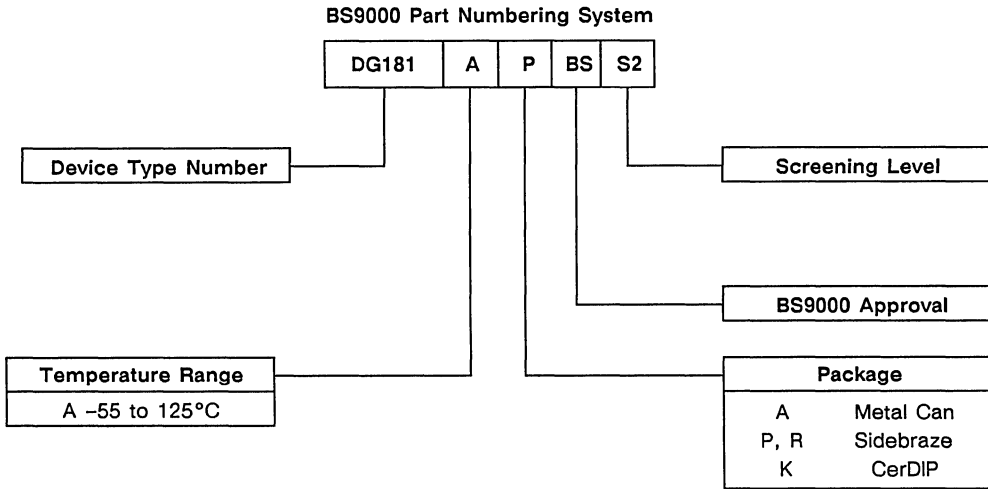 BS9000 Part Numbering System
DG181 A P BS S2
Device Type Number
Screening Level
BS9000 Approval
Temperature Range
A –55 to 125°C
Package
A Metal Can
P, R Sidebraze
K CerDIP